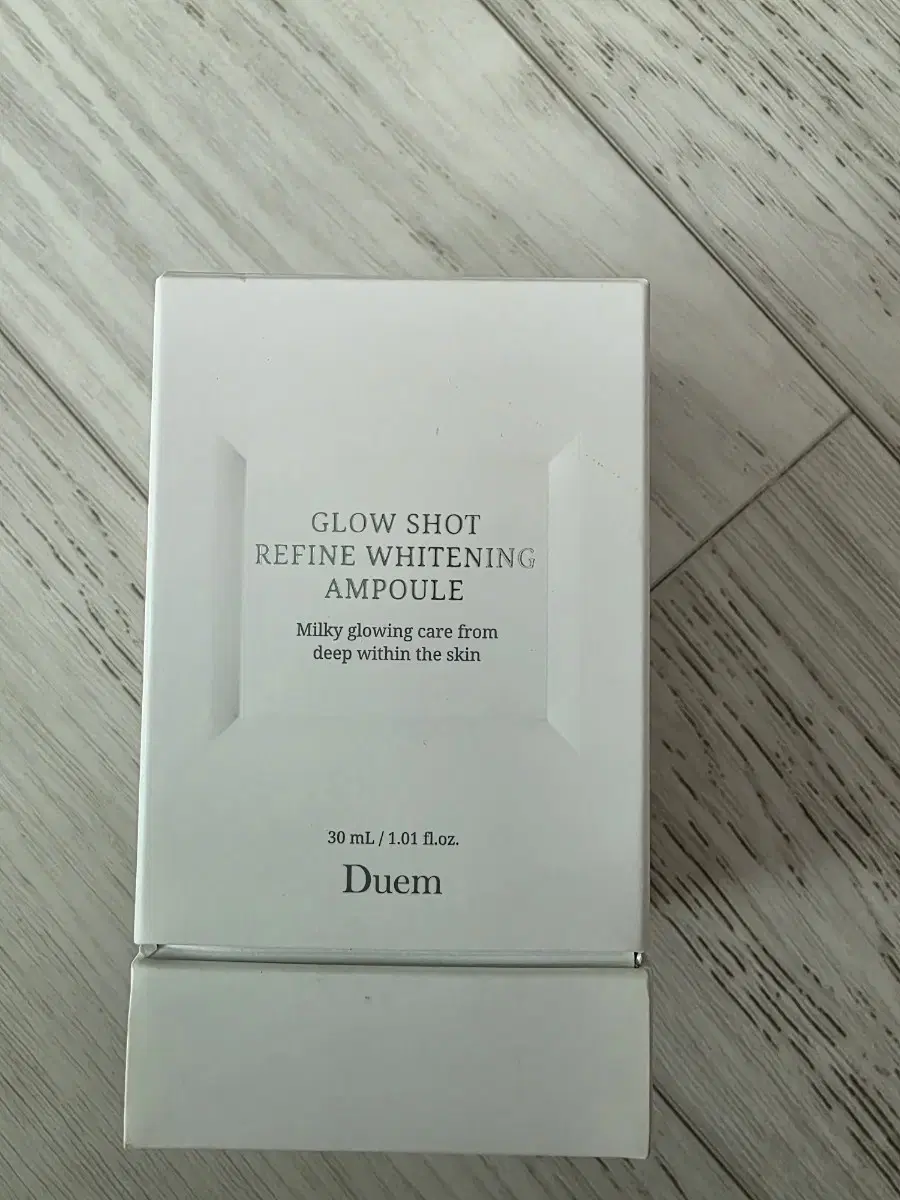 GLOW SHOT
REFINE WHITENING
AMPOULE
Milky glowing care from
deep within the skin
30 mL / 1.01 fl.oz.
Duem